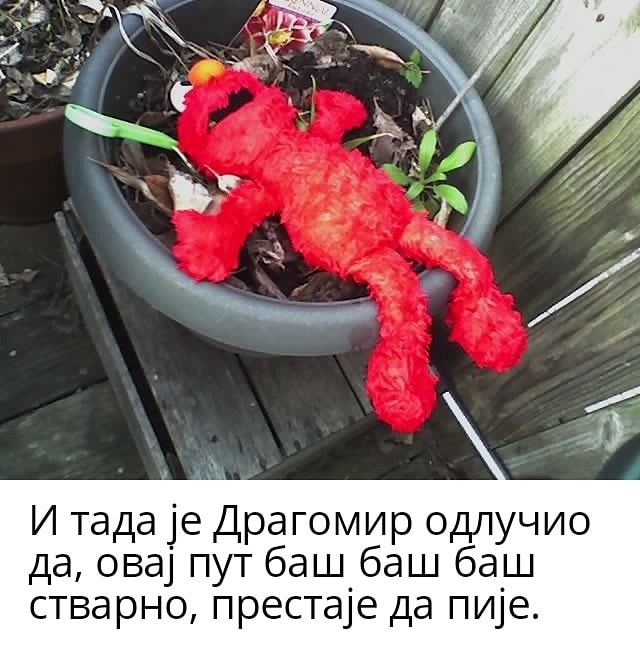 И тада је Драгомир одлучио
да, овај пут баш баш баш
стварно, престаје да пије.